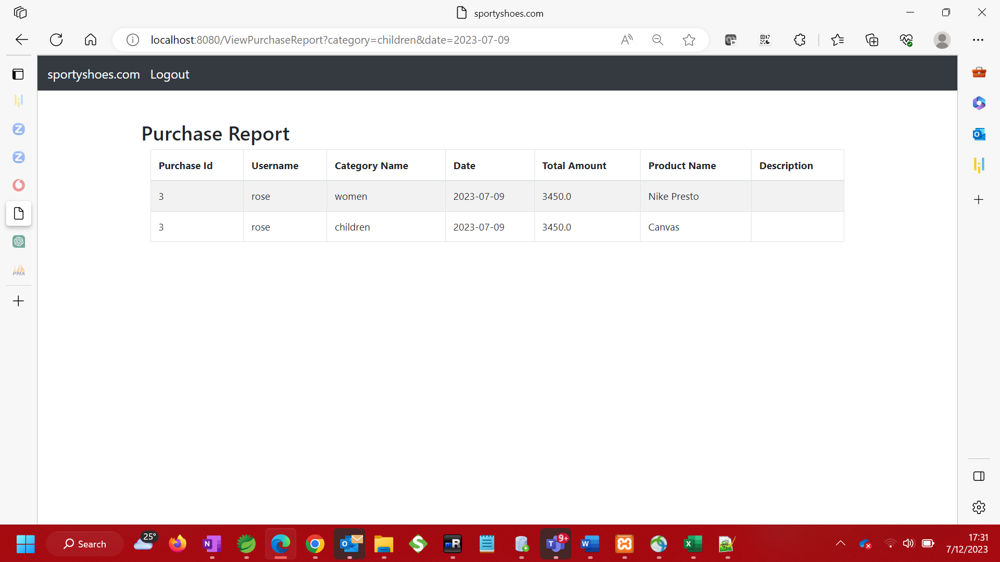 sportyshoes.com
localhost:8080/ViewPurchaseReport?category=children&date=2023-07-09
sportyshoes.com Logout
Purchase Report
Purchase Id Username Category Name Date Total Amount Product Name Description
3 rose women 2023-07-09 3450.0 Nike Presto
3 rose children 2023-07-09 3450.0 Canvas
PMA
Search 25° 9+ 17:31
7/12/2023